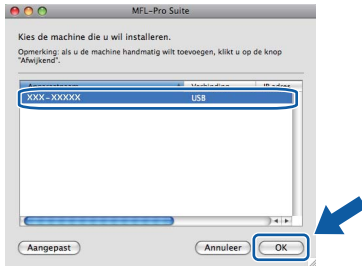 MFL-Pro Suite
Kies de machine die u wil installeren.
Opmerking: als u de machine handmatig wilt toevoegen, klikt u op de knop
"Afwijkend".
XXX-XXXXX USB
Aangepast Annuleer OK